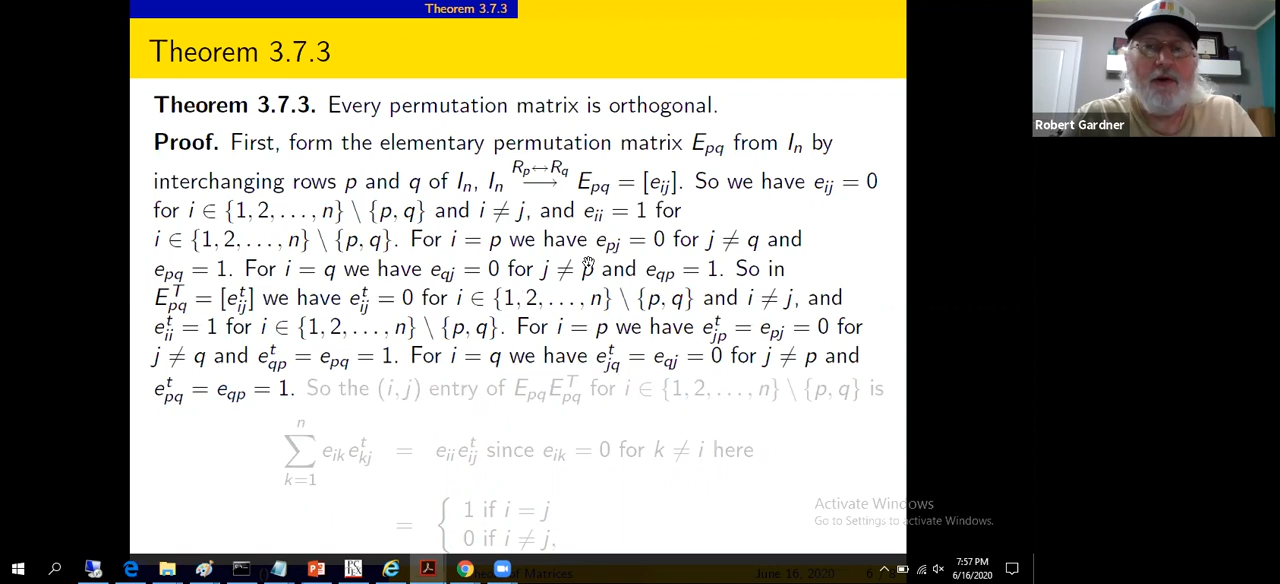 Theorem 3.7.3
Theorem 3.7.3
Theorem 3.7.3. Every permutation matrix is orthogonal.
Proof. First, form the elementary permutation matrix E_{pq} from I_n by
interchanging rows p and q of I_n, I_n \overset{R_p↔R_q}{⟶} E_{pq} = [e_{ij}]. So we have e_{ij} = 0
for i ∈ {1, 2, . . . , n} \ {p, q} and i ≠ j, and e_{ii} = 1 for
i ∈ {1, 2, . . . , n} \ {p, q}. For i = p we have e_{pj} = 0 for j ≠ q and
e_{pq} = 1. For i = q we have e_{qj} = 0 for j ≠ p and e_{qp} = 1. So in
E_{pq}^T = [e_{ij}^t] we have e_{ij}^t = 0 for i ∈ {1, 2, . . . , n} \ {p, q} and i ≠ j, and
e_{ii}^t = 1 for i ∈ {1, 2, . . . , n} \ {p, q}. For i = p we have e_{jp}^t = e_{pj} = 0 for
j ≠ q and e_{qp}^t = e_{pq} = 1. For i = q we have e_{jq}^t = e_{qj} = 0 for j ≠ p and
e_{pq}^t = e_{qp} = 1. So the (i, j) entry of E_{pq}E_{pq}^T for i ∈ {1, 2, . . . , n} \ {p, q} is
\sum_{k=1}^{n} e_{ik}e_{kj}^t = e_{ii}e_{ij}^t since e_{ik} = 0 for k ≠ i here
= { 1 if i = j
0 if i ≠ j.
Robert Gardner
Activate Windows
Go to Settings to activate Windows.
of Matrices June 16, 2020 6
7:57 PM
6/16/2020